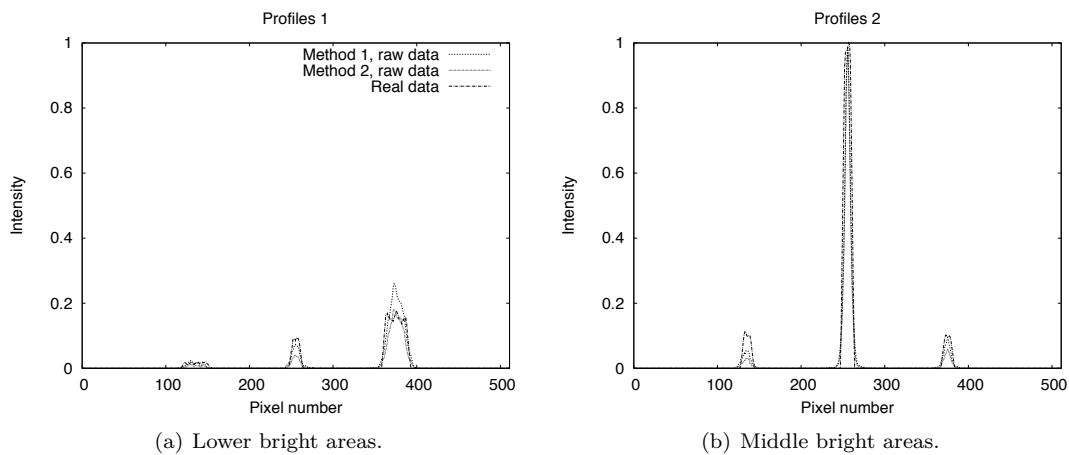 Profiles 1
1
0.8
0.6
0.4
0.2
0
Intensity
Method 1, raw data
Method 2, raw data
Real data
0 100 200 300 400 500
Pixel number
(a) Lower bright areas.
Profiles 2
1
0.8
0.6
0.4
0.2
0
Intensity
0 100 200 300 400 500
Pixel number
(b) Middle bright areas.